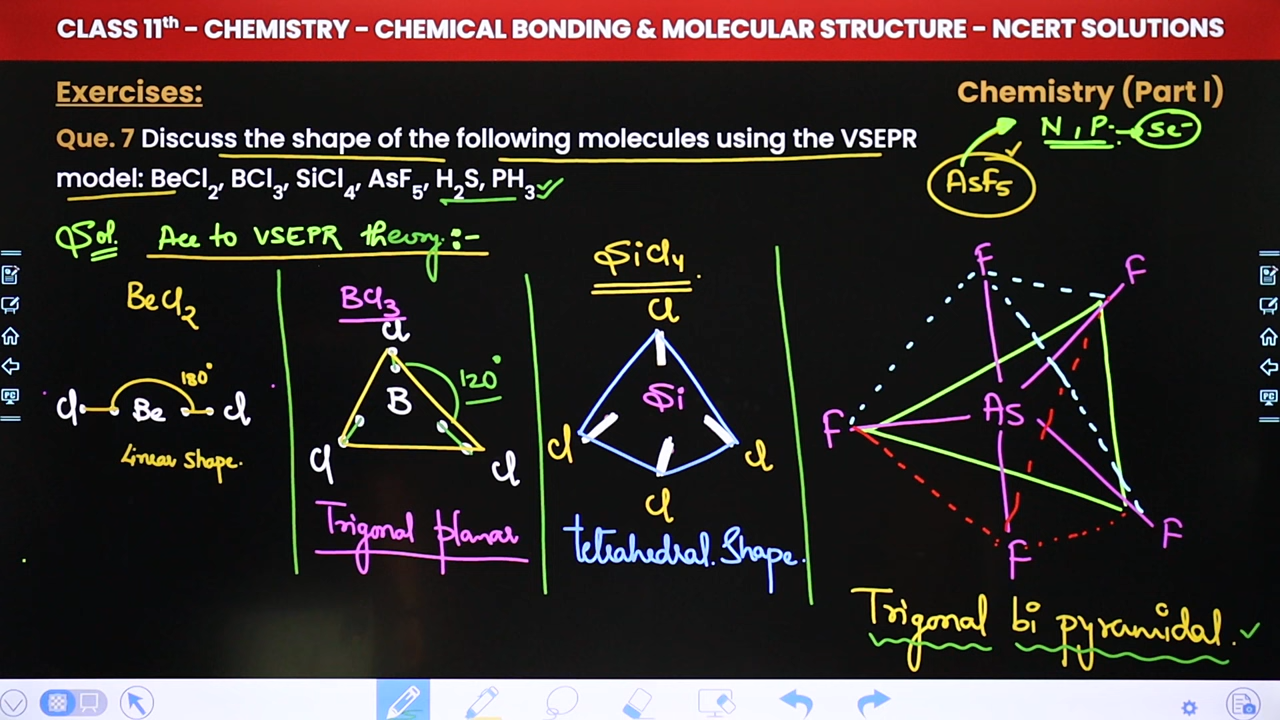 CLASS 11th - CHEMISTRY - CHEMICAL BONDING & MOLECULAR STRUCTURE - NCERT SOLUTIONS
Exercises:
Chemistry (Part I)
Que. 7 Discuss the shape of the following molecules using the VSEPR
model: BeCl2, BCl3, SiCl4, AsF5, H2S, PH3
N, P. → 5e-
AsF5
Sol. Acc to VSEPR theory :-
BeCl2
180°
Cl Be Cl
Linear Shape.
BCl3
Cl
B
120°
Cl Cl
Trigonal planar
SiCl4.
Cl
Si
Cl Cl
Cl
tetrahedral Shape.
F F
F As
F
F
Trigonal bi pyramidal.
PC
PC